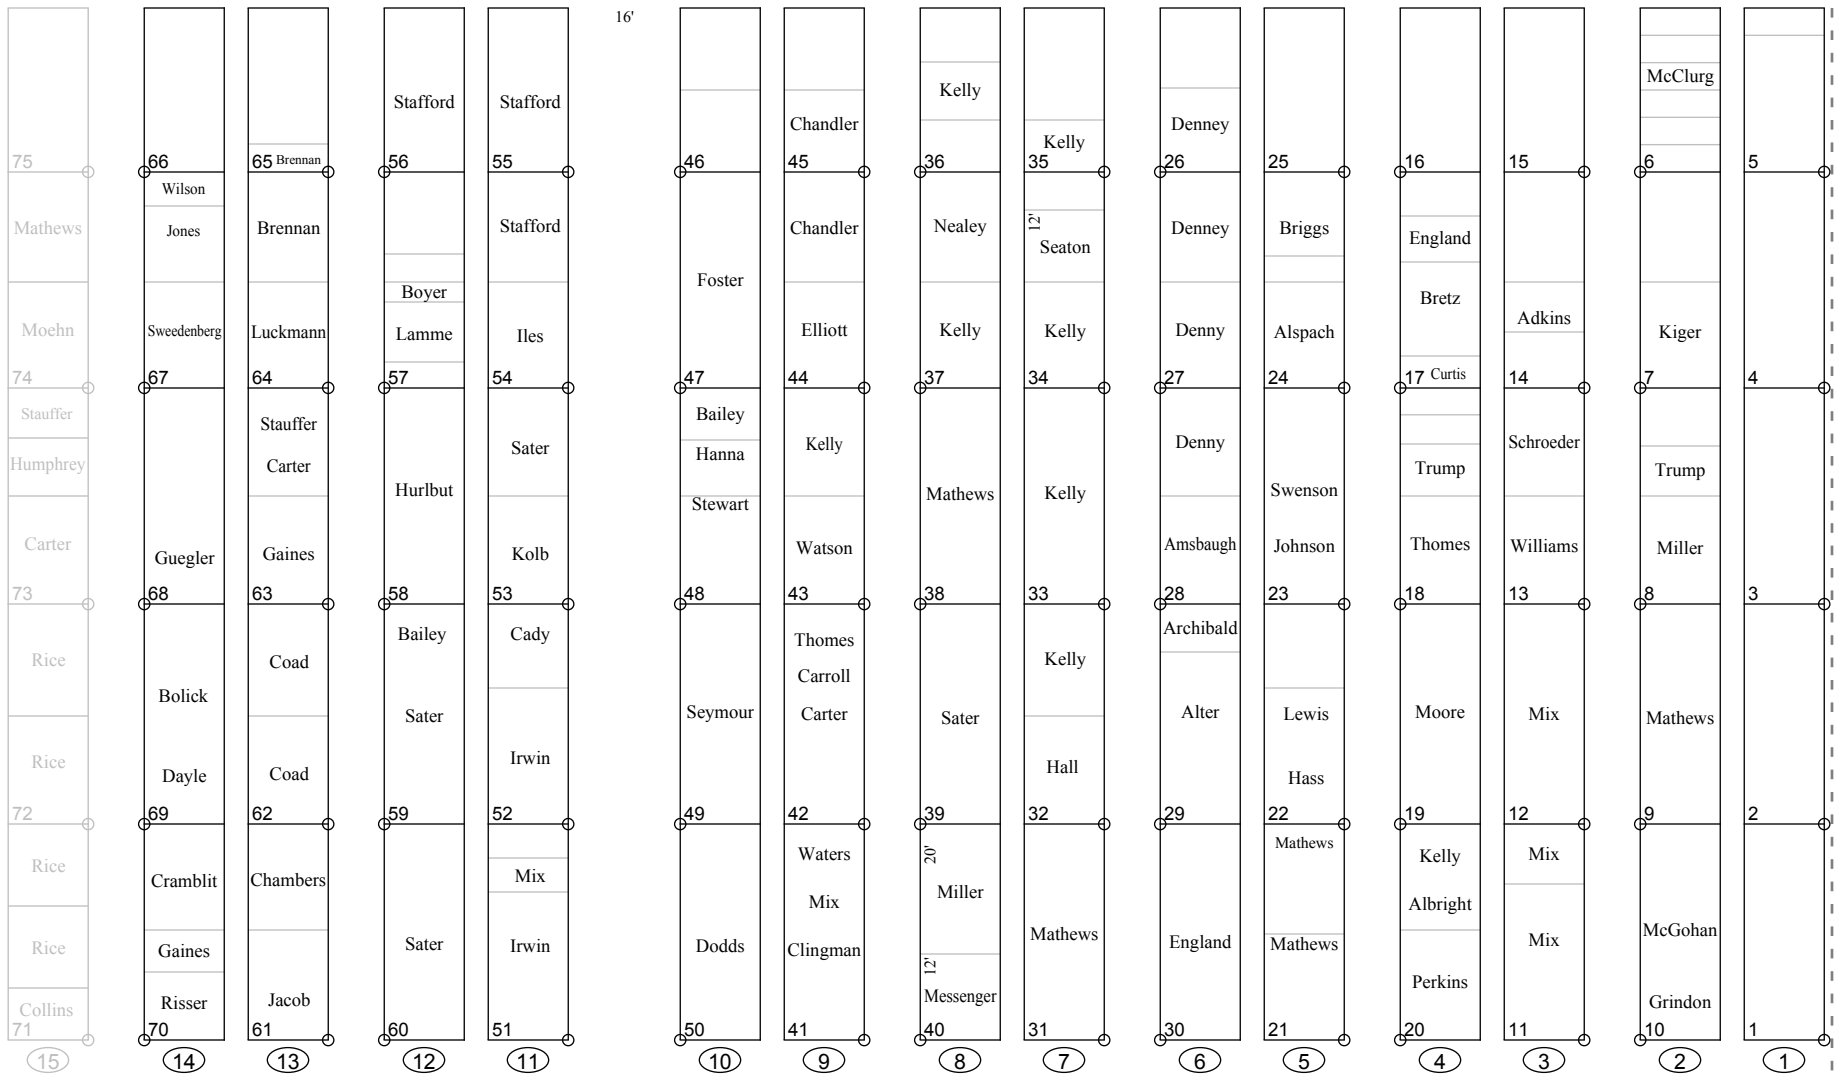 16'
McClurg
Kelly
Stafford
Stafford
Chandler
Denney
Kelly
75
66
65 Brennan
56
55
46
45
36
35
26
25
16
15
6
5
Wilson
Mathews
Jones
Brennan
Stafford
Chandler
Nealey
12'
Seaton
Denney
Briggs
England
Foster
Boyer
Bretz
Moehn
Sweedenberg
Luckmann
Lamme
Iles
Elliott
Kelly
Kelly
Denny
Alspach
Adkins
Kiger
74
67
64
57
54
47
44
37
34
27
24
17 Curtis
14
7
4
Stauffer
Stauffer
Bailey
Humphrey
Carter
Sater
Hanna
Kelly
Denny
Trump
Schroeder
Trump
Hurlbut
Stewart
Mathews
Kelly
Swenson
Carter
Guegler
Gaines
Kolb
Watson
Amsbaugh
Johnson
Thomes
Williams
Miller
73
68
63
58
53
48
43
38
33
28
23
18
13
8
3
Bailey
Cady
Thomes
Archibald
Rice
Coad
Carroll
Kelly
Bolick
Sater
Seymour
Carter
Sater
Alter
Lewis
Moore
Mix
Mathews
Rice
Dayle
Coad
Irwin
Hall
Hass
72
69
62
59
52
49
42
39
32
29
22
19
12
9
2
Waters
20'
Mathews
Kelly
Mix
Rice
Cramblit
Chambers
Mix
Mix
Miller
Albright
Rice
Gaines
Sater
Irwin
Dodds
Clingman
Mathews
England
Mathews
Mix
McGohan
12'
Collins
Risser
Jacob
Messenger
Perkins
Grindon
71
70
61
60
51
50
41
40
31
30
21
20
11
10
1
15
14
13
12
11
10
9
8
7
6
5
4
3
2
1